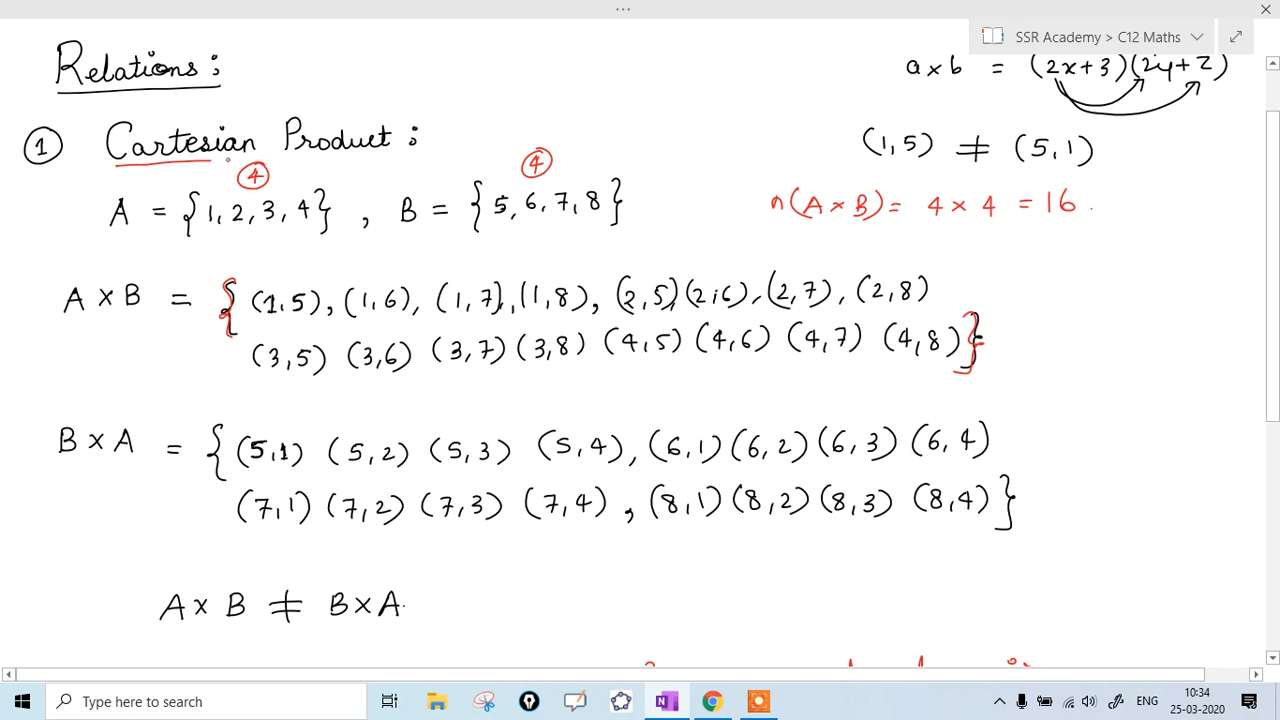 SSR Academy > C12 Maths
Relations:
a x b = (2x+3)(2y+z)
(1,5) ≠ (5,1)
① Cartesian Product:
④ ④
A = {1,2,3,4} , B = {5,6,7,8}
n(A×B)= 4 × 4 = 16 .
A × B = {(1,5), (1,6), (1,7), (1,8), (2,5), (2,6), (2,7), (2,8)
(3,5) (3,6) (3,7) (3,8) (4,5) (4,6) (4,7) (4,8)}
B × A = {(5,1) (5,2) (5,3) (5,4), (6,1) (6,2) (6,3) (6,4)
(7,1) (7,2) (7,3) (7,4) , (8,1) (8,2) (8,3) (8,4)}
A × B ≠ B × A.
Type here to search
ENG
10:34
25-03-2020